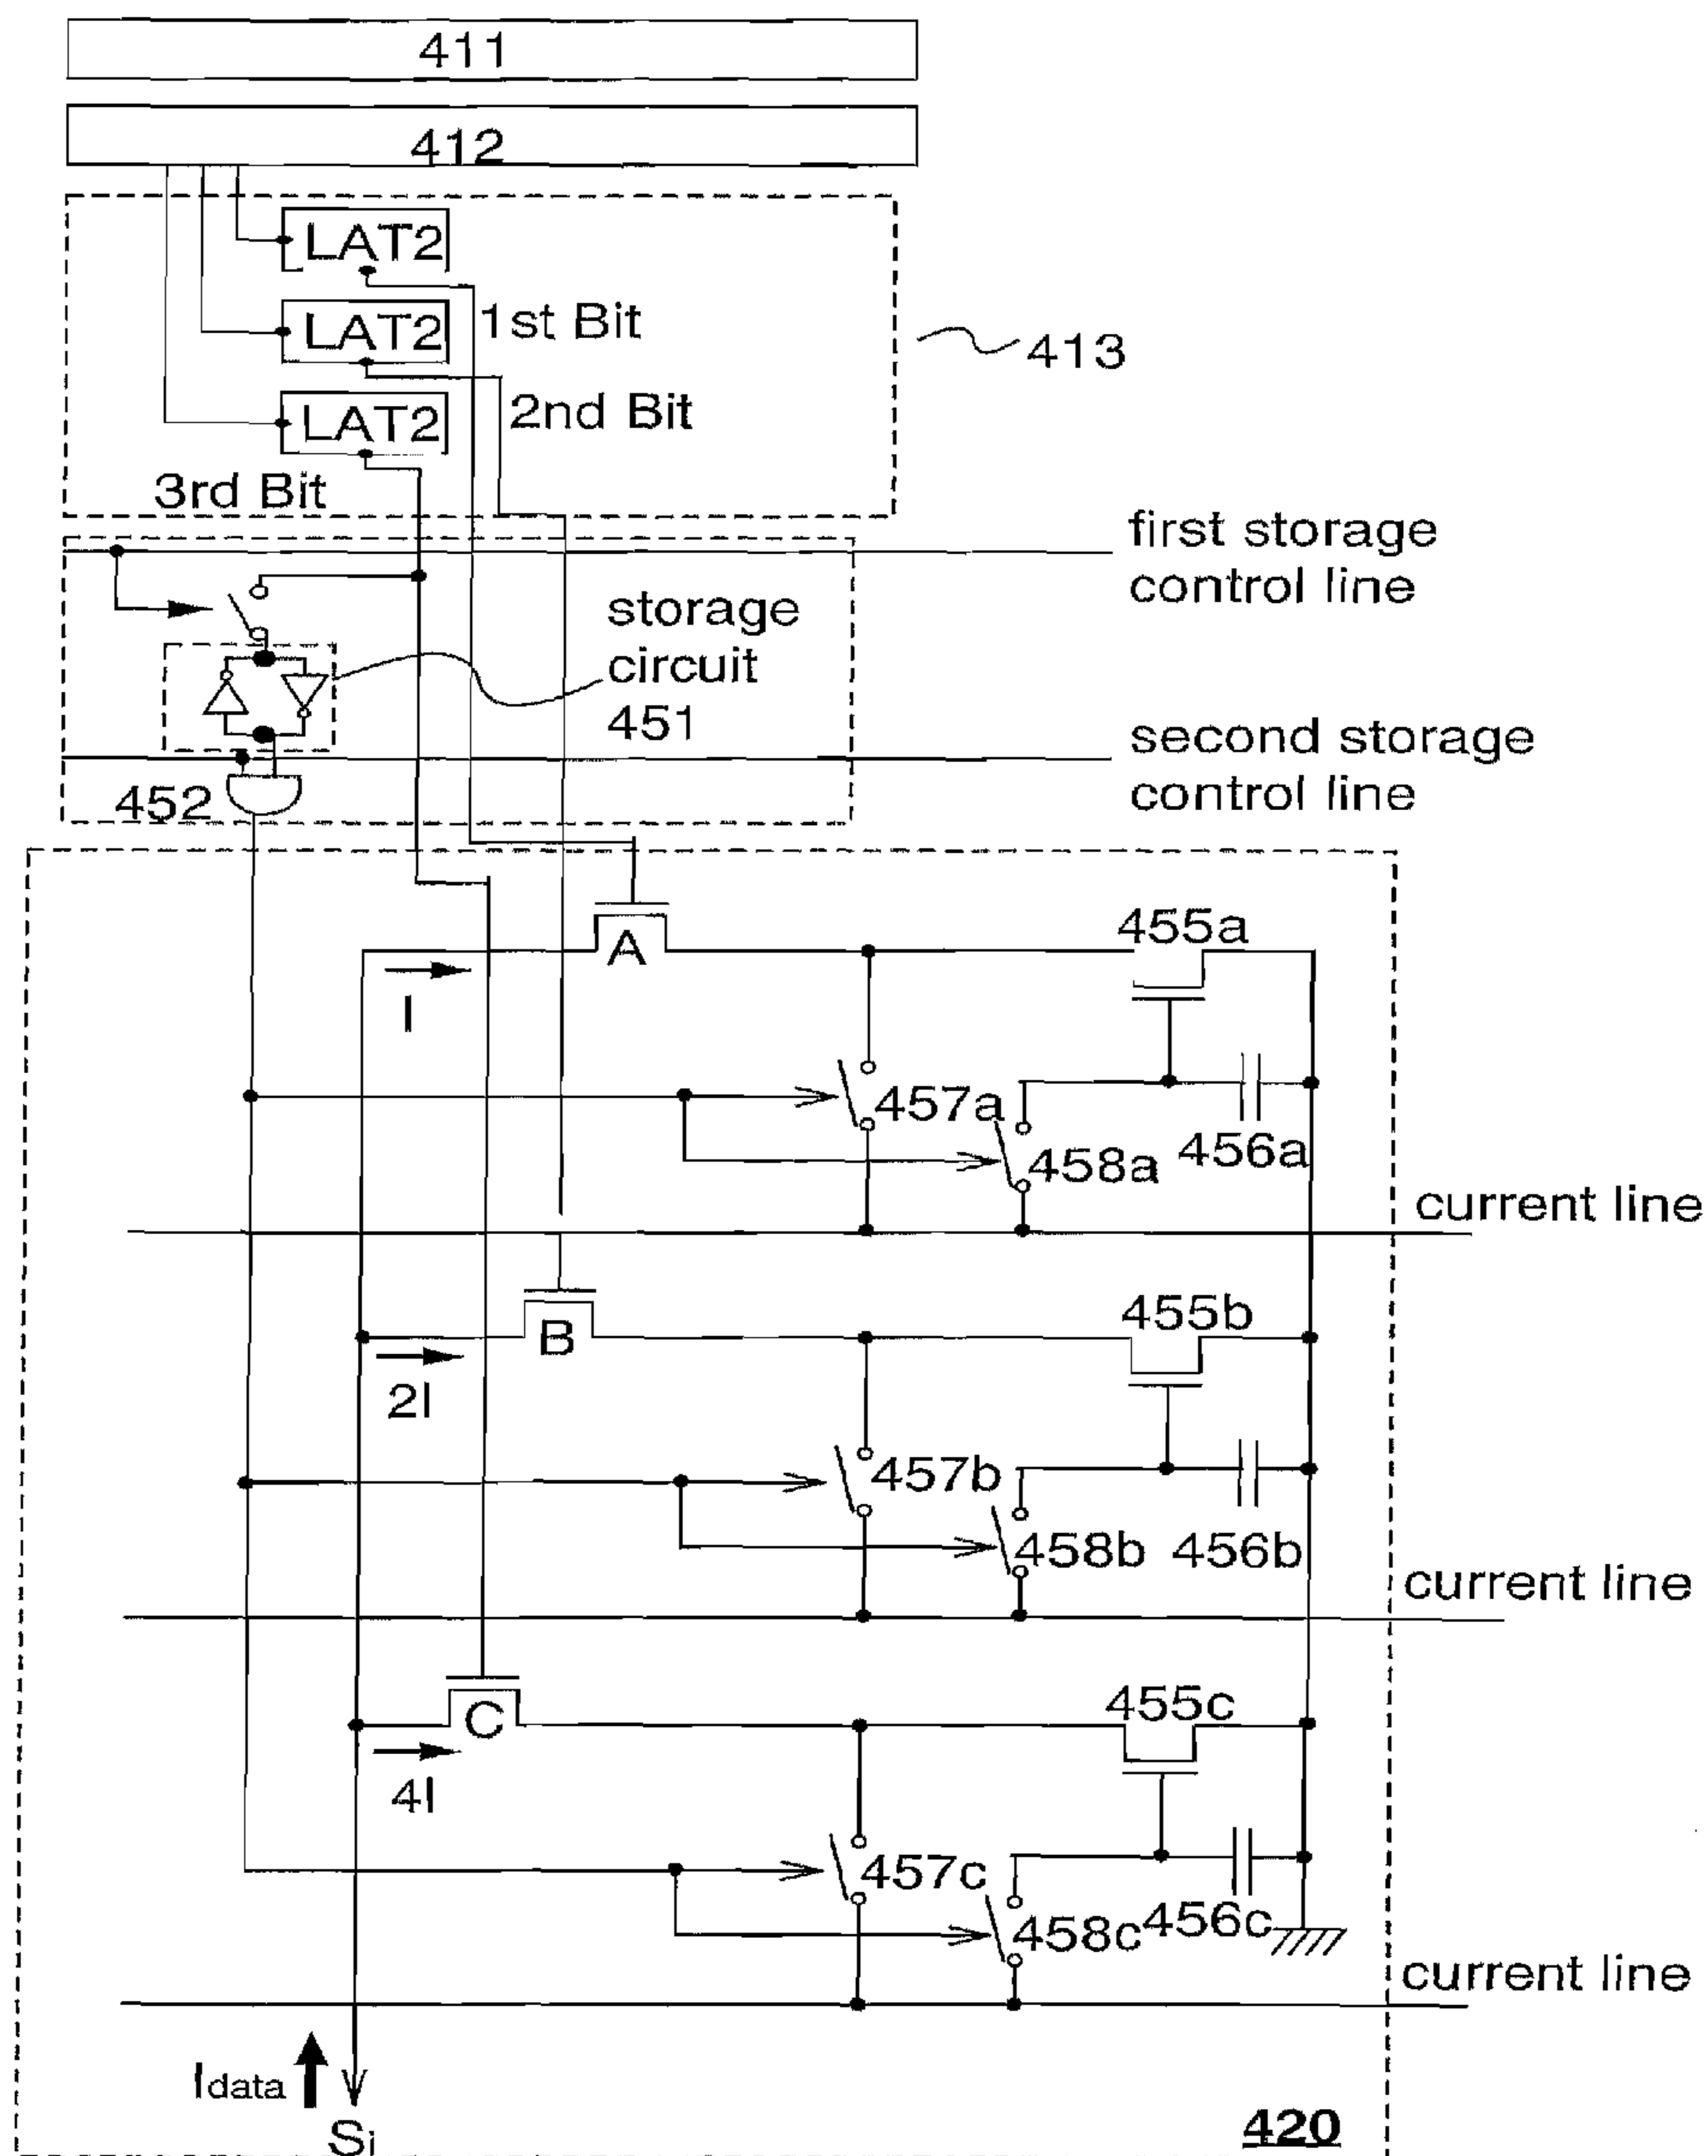 411
412
LAT2
LAT2
1st Bit
413
LAT2
2nd Bit
3rd Bit
first storage
control line
storage
circuit
451
second storage
control line
452
A
455a
I
457a
458a
456a
current line
B
455b
2I
457b
458b
456b
current line
C
455c
4I
457c
458c
456c
current line
Idata
Si
420